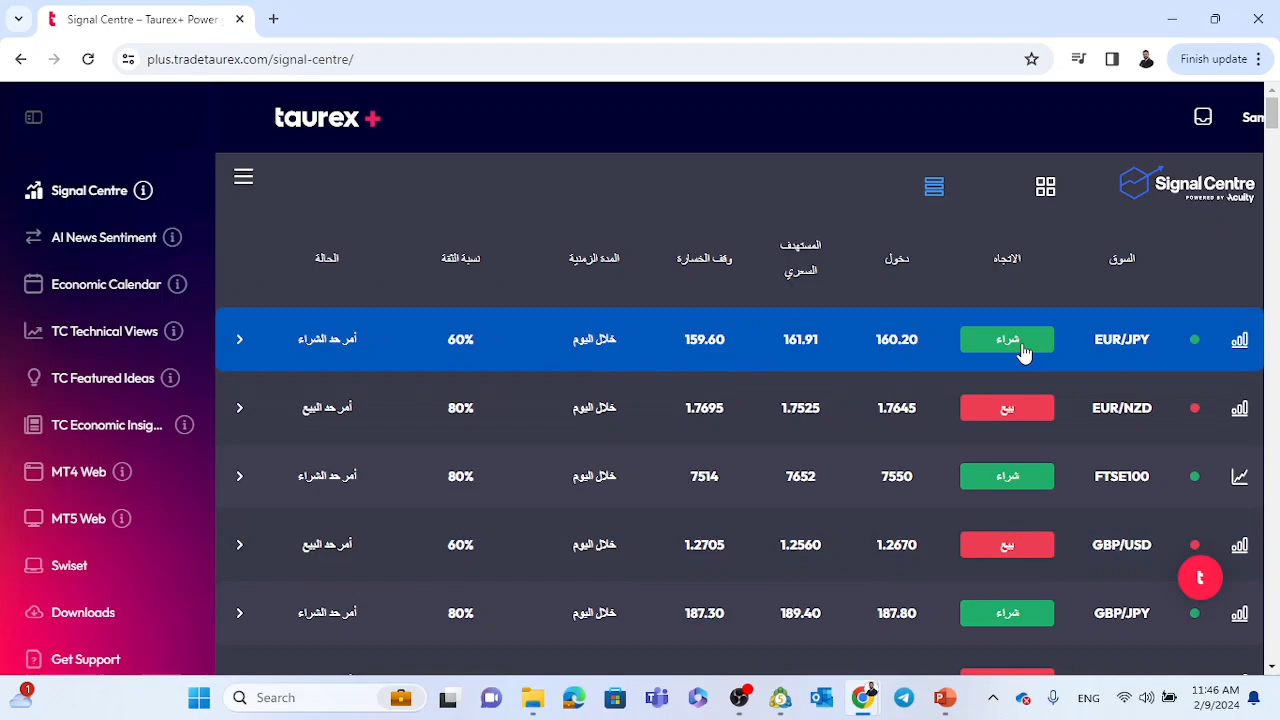 Signal Centre – Taurex+ Power
plus.tradetaurex.com/signal-centre/
Finish update
taurex+
San
Signal Centre
AI News Sentiment
Economic Calendar
TC Technical Views
TC Featured Ideas
TC Economic Insig...
MT4 Web
MT5 Web
Swiset
Downloads
Get Support
Signal Centre
POWERED BY Acuity
السوق الاتجاه دخول المستهدف السعري وقف الخسارة المدة الزمنية نسبة الثقة الحالة
EUR/JPY شراء 160.20 161.91 159.60 خلال اليوم 60% أمر حد الشراء
EUR/NZD بيع 1.7645 1.7525 1.7695 خلال اليوم 80% أمر حد البيع
FTSE100 شراء 7550 7652 7514 خلال اليوم 80% أمر حد الشراء
GBP/USD بيع 1.2670 1.2560 1.2705 خلال اليوم 60% أمر حد البيع
GBP/JPY شراء 187.80 189.40 187.30 خلال اليوم 80% أمر حد الشراء
t
1
Search
ENG
11:46 AM
2/9/2024